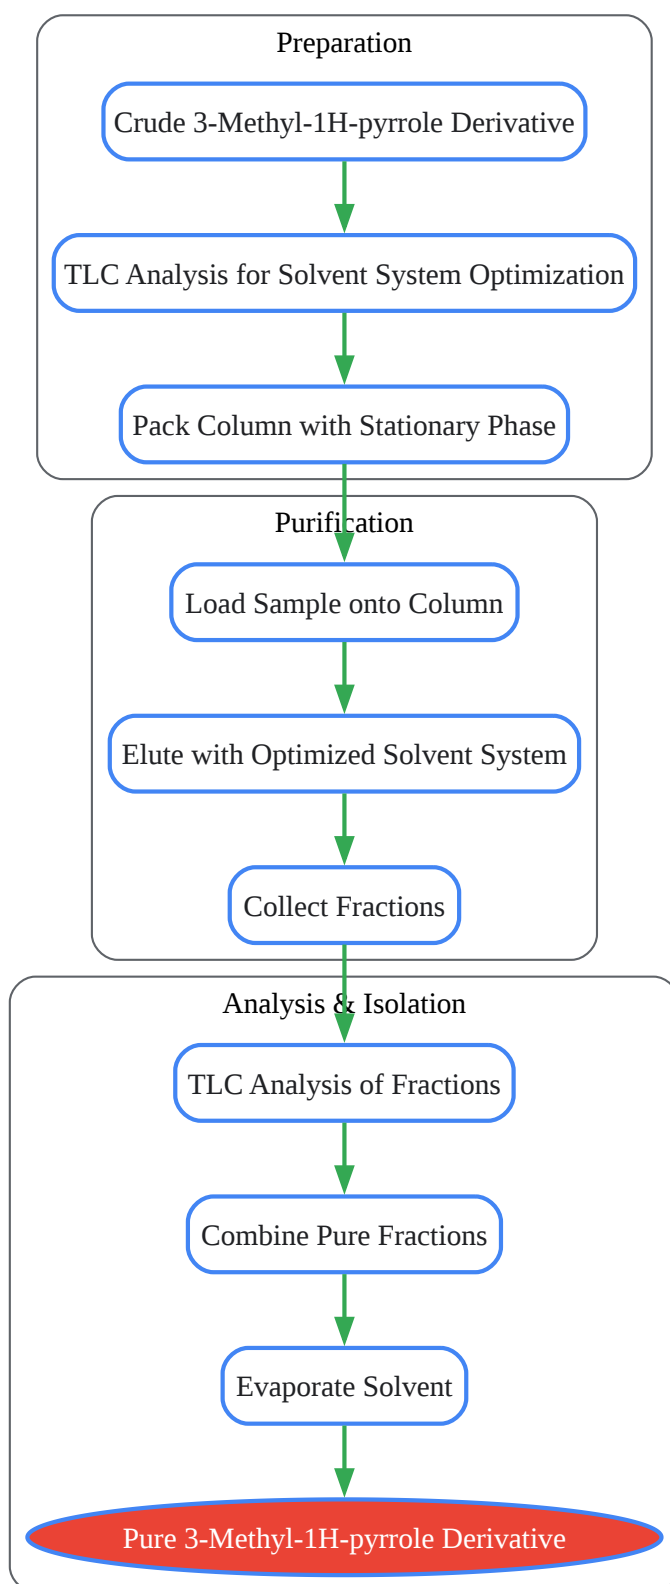 Preparation
Crude 3-Methyl-1H-pyrrole Derivative
TLC Analysis for Solvent System Optimization
Pack Column with Stationary Phase
Purification
Load Sample onto Column
Elute with Optimized Solvent System
Collect Fractions
Analysis & Isolation
TLC Analysis of Fractions
Combine Pure Fractions
Evaporate Solvent
Pure 3-Methyl-1H-pyrrole Derivative